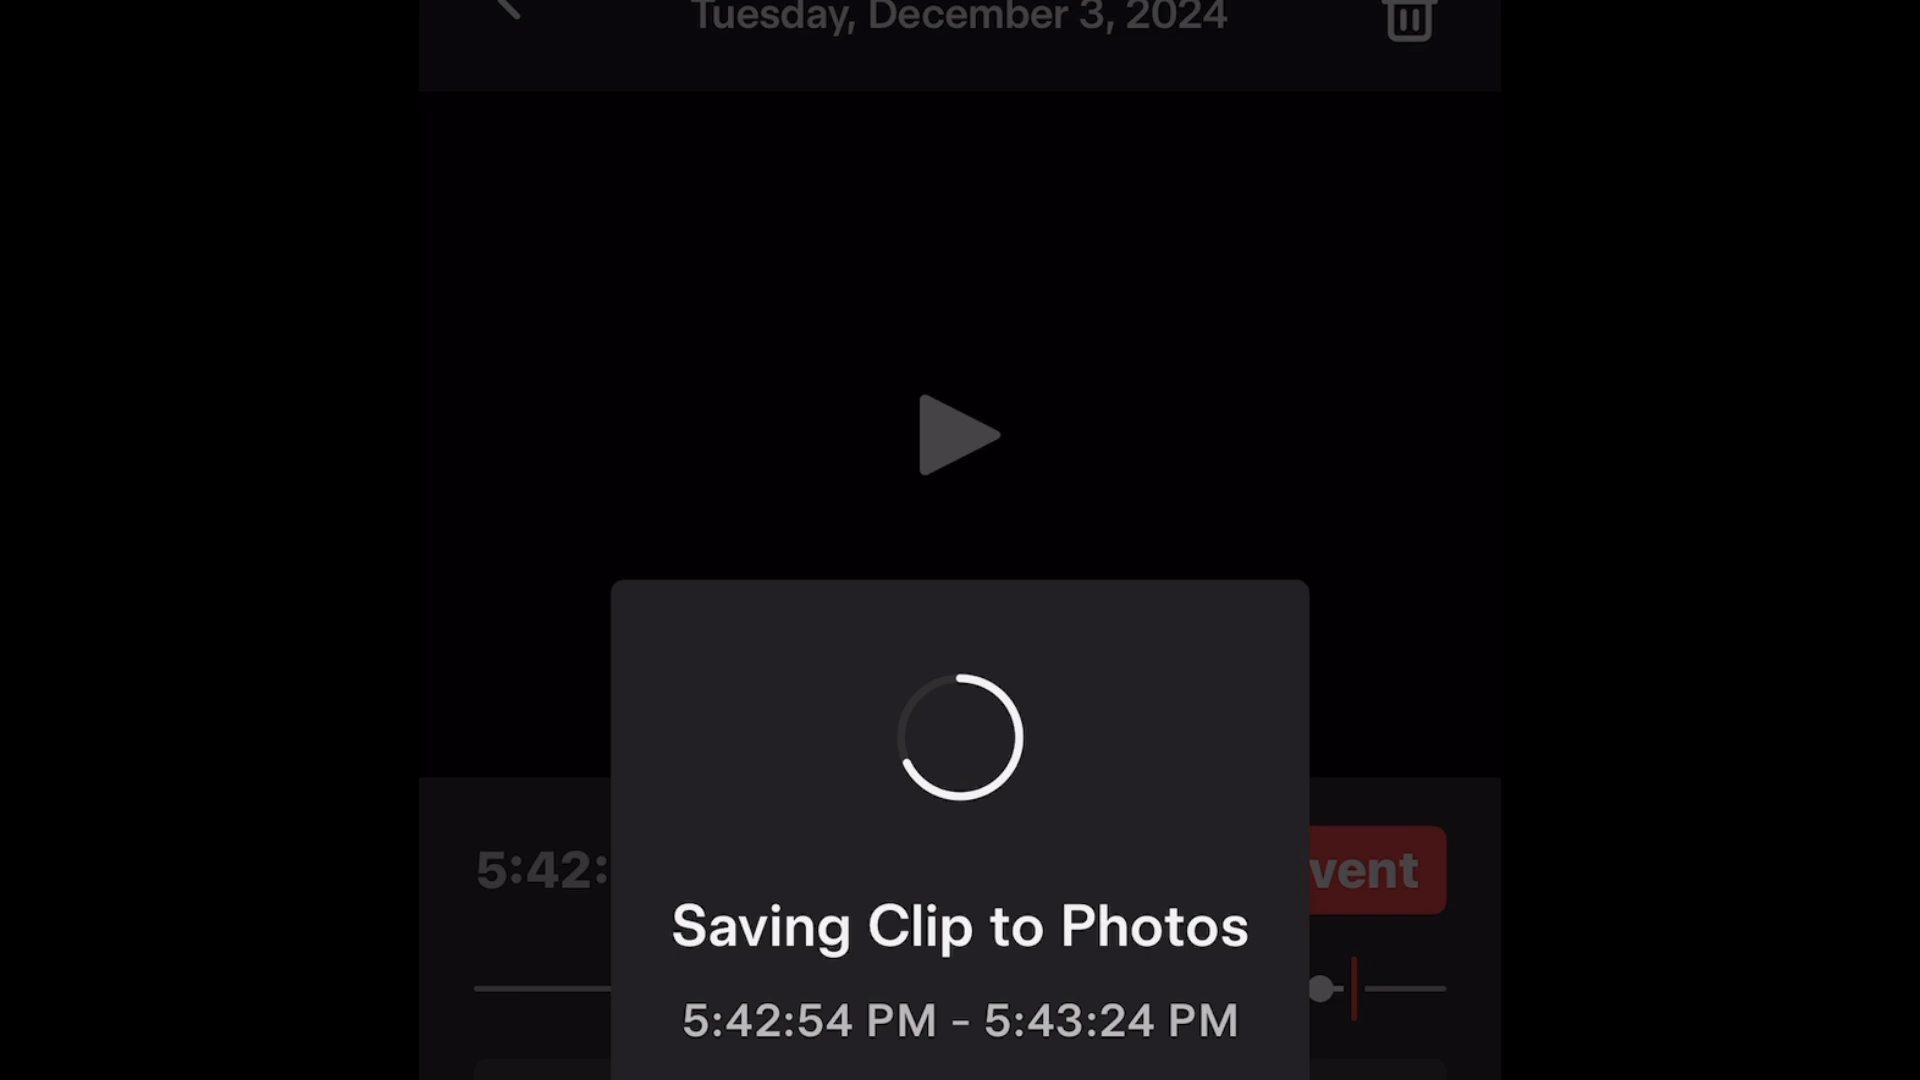 Tuesday, December 3, 2024
5:42:
vent
Saving Clip to Photos
5:42:54 PM - 5:43:24 PM